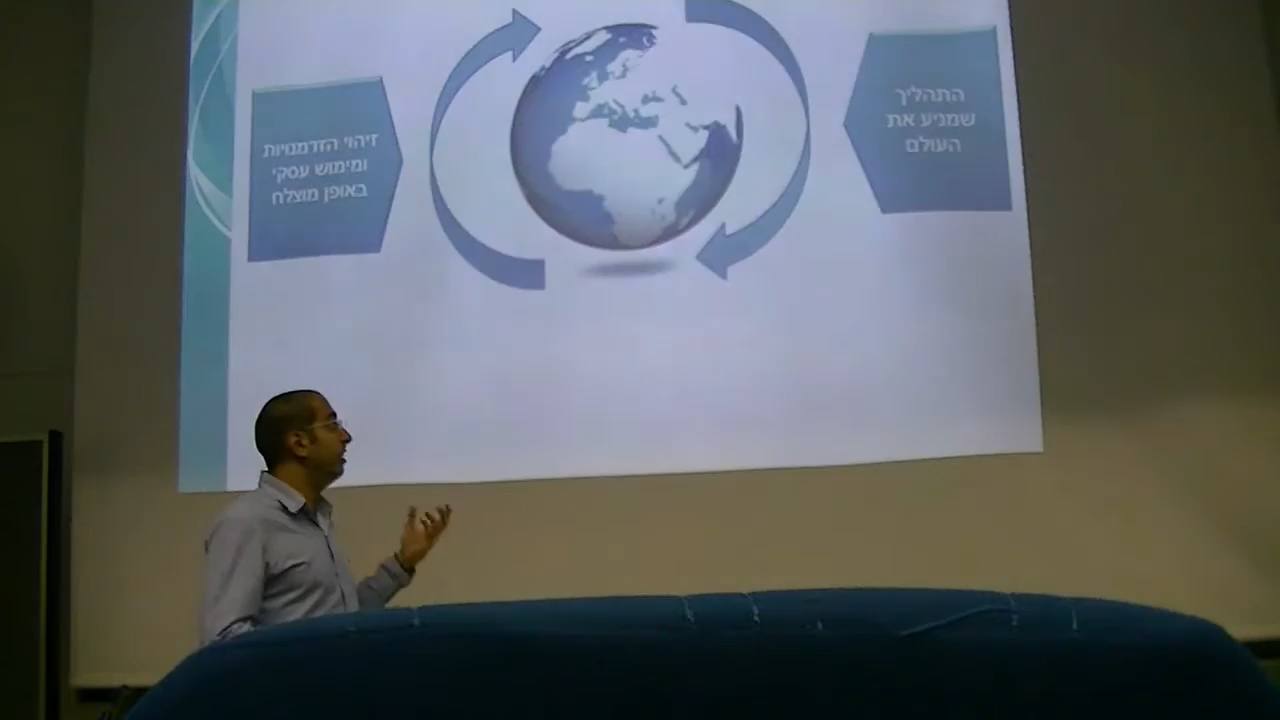 התהליך
שמניע את
העולם
זיהוי הזדמנויות
ומימוש עסקי
באופן מוצלח